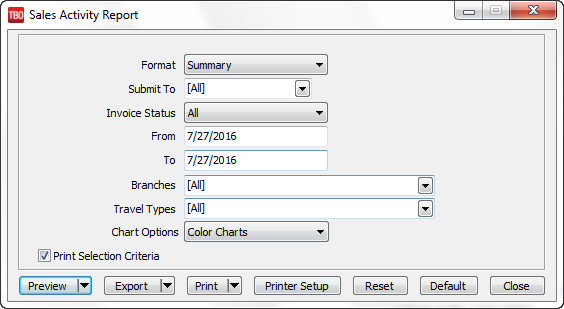 TBO Sales Activity Report
Format Summary
Submit To [All]
Invoice Status All
From 7/27/2016
To 7/27/2016
Branches [All]
Travel Types [All]
Chart Options Color Charts
Print Selection Criteria
Preview Export Print Printer Setup Reset Default Close